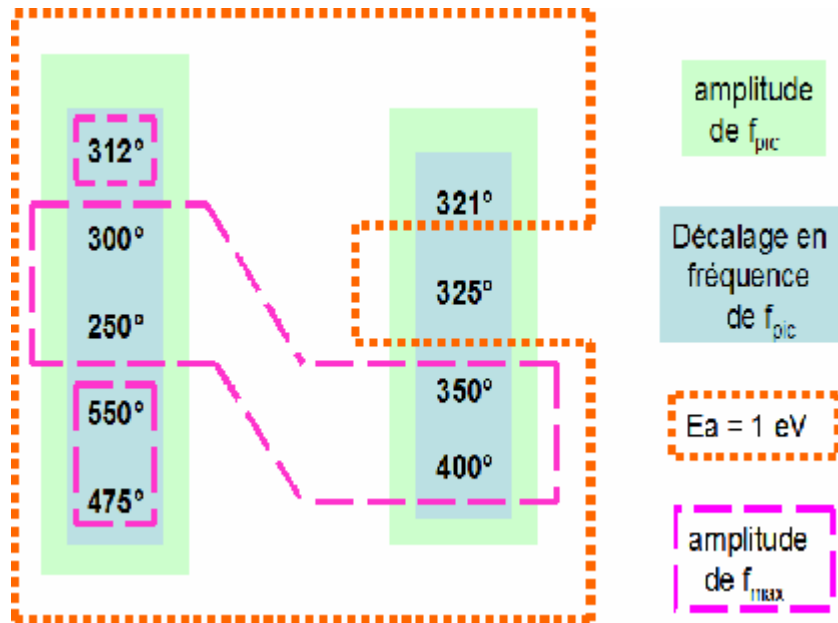 312°
300°
250°
550°
475°
321°
325°
350°
400°
amplitude
de fpic
Décalage en
fréquence
de fpic
Ea = 1 eV
amplitude
de fmax